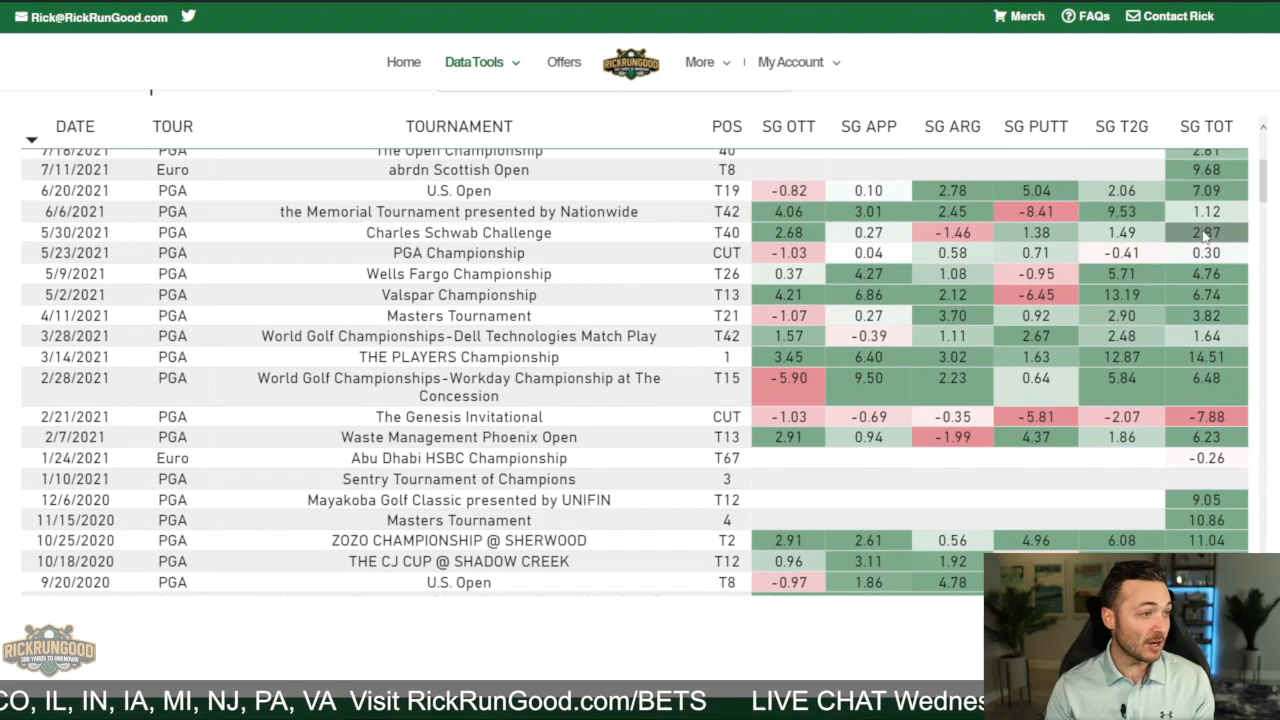 Rick@RickRunGood.com Merch FAQs Contact Rick
Home Data Tools Offers RICKRUNGOOD More My Account
DATE TOUR TOURNAMENT POS SG OTT SG APP SG ARG SG PUTT SG T2G SG TOT
7/18/2021 PGA The Open Championship 40 2.81
7/11/2021 Euro abrdn Scottish Open T8 9.68
6/20/2021 PGA U.S. Open T19 -0.82 0.10 2.78 5.04 2.06 7.09
6/6/2021 PGA the Memorial Tournament presented by Nationwide T42 4.06 3.01 2.45 -8.41 9.53 1.12
5/30/2021 PGA Charles Schwab Challenge T40 2.68 0.27 -1.46 1.38 1.49 2.87
5/23/2021 PGA PGA Championship CUT -1.03 0.04 0.58 0.71 -0.41 0.30
5/9/2021 PGA Wells Fargo Championship T26 0.37 4.27 1.08 -0.95 5.71 4.76
5/2/2021 PGA Valspar Championship T13 4.21 6.86 2.12 -6.45 13.19 6.74
4/11/2021 PGA Masters Tournament T21 -1.07 0.27 3.70 0.92 2.90 3.82
3/28/2021 PGA World Golf Championships-Dell Technologies Match Play T42 1.57 -0.39 1.11 2.67 2.48 1.64
3/14/2021 PGA THE PLAYERS Championship 1 3.45 6.40 3.02 1.63 12.87 14.51
2/28/2021 PGA World Golf Championships-Workday Championship at The T15 -5.90 9.50 2.23 0.64 5.84 6.48
Concession
2/21/2021 PGA The Genesis Invitational CUT -1.03 -0.69 -0.35 -5.81 -2.07 -7.88
2/7/2021 PGA Waste Management Phoenix Open T13 2.91 0.94 -1.99 4.37 1.86 6.23
1/24/2021 Euro Abu Dhabi HSBC Championship T67 -0.26
1/10/2021 PGA Sentry Tournament of Champions 3
12/6/2020 PGA Mayakoba Golf Classic presented by UNIFIN T12 9.05
11/15/2020 PGA Masters Tournament 4 10.86
10/25/2020 PGA ZOZO CHAMPIONSHIP @ SHERWOOD T2 2.91 2.61 0.56 4.96 6.08 11.04
10/18/2020 PGA THE CJ CUP @ SHADOW CREEK T12 0.96 3.11 1.92
9/20/2020 PGA U.S. Open T8 -0.97 1.86 4.78
RICKRUNGOOD
300 YARDS TO UNKNOWN
CO, IL, IN, IA, MI, NJ, PA, VA Visit RickRunGood.com/BETS LIVE CHAT Wednes